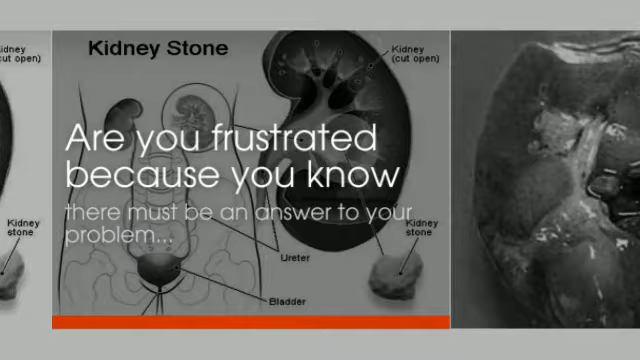 Kidney Stone
Kidney
(cut open)
Are you frustrated
because you know
there must be an answer to your
problem...
Kidney
stone
Ureter
Bladder
Kidney
stone